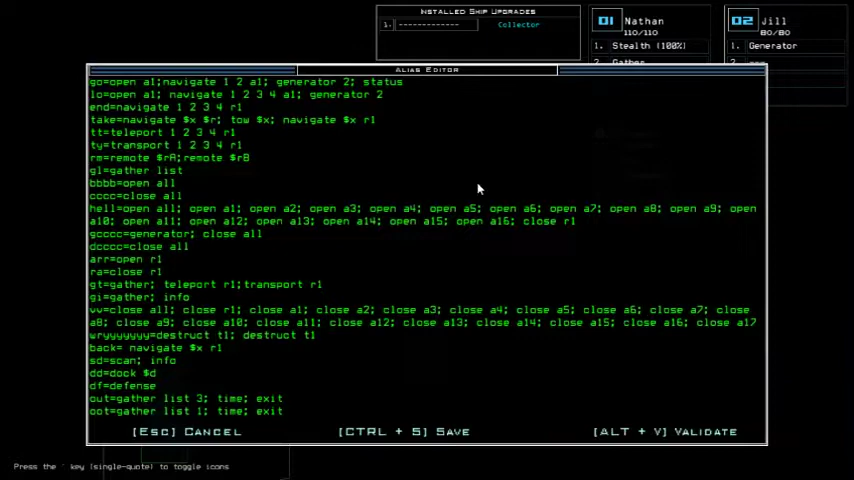 INSTALLED SHIP UPGRADES
1. ------------- Collector
01 Nathan
110/110
1. Stealth (100%)
2. Gather
02 Jill
80/80
1. Generator
2. ---
ALIAS EDITOR
go=open a1;navigate 1 2 a1; generator 2; status
lo=open a1; navigate 1 2 3 4 a1; generator 2
end=navigate 1 2 3 4 r1
take=navigate $x $r; tow $x; navigate $x r1
tt=teleport 1 2 3 4 r1
ty=transport 1 2 3 4 r1
rm=remote $rA;remote $rB
gl=gather list
bbbb=open all
cccc=close all
hell=open all; open a1; open a2; open a3; open a4; open a5; open a6; open a7; open a8; open a9; open
a10; open a11; open a12; open a13; open a14; open a15; open a16; close r1
gcccc=generator; close all
dcccc=close all
arr=open r1
ra=close r1
gt=gather; teleport r1;transport r1
gi=gather; info
vv=close all; close r1; close a1; close a2; close a3; close a4; close a5; close a6; close a7; close
a8; close a9; close a10; close a11; close a12; close a13; close a14; close a15; close a16; close a17
wryyyyyy=destruct t1; destruct t1
back= navigate $x r1
sd=scan; info
dd=dock $d
df=defense
out=gather list 3; time; exit
oot=gather list 1; time; exit
[ESC] CANCEL [CTRL + S] SAVE [ALT + V] VALIDATE
Press the ' key (single-quote) to toggle icons